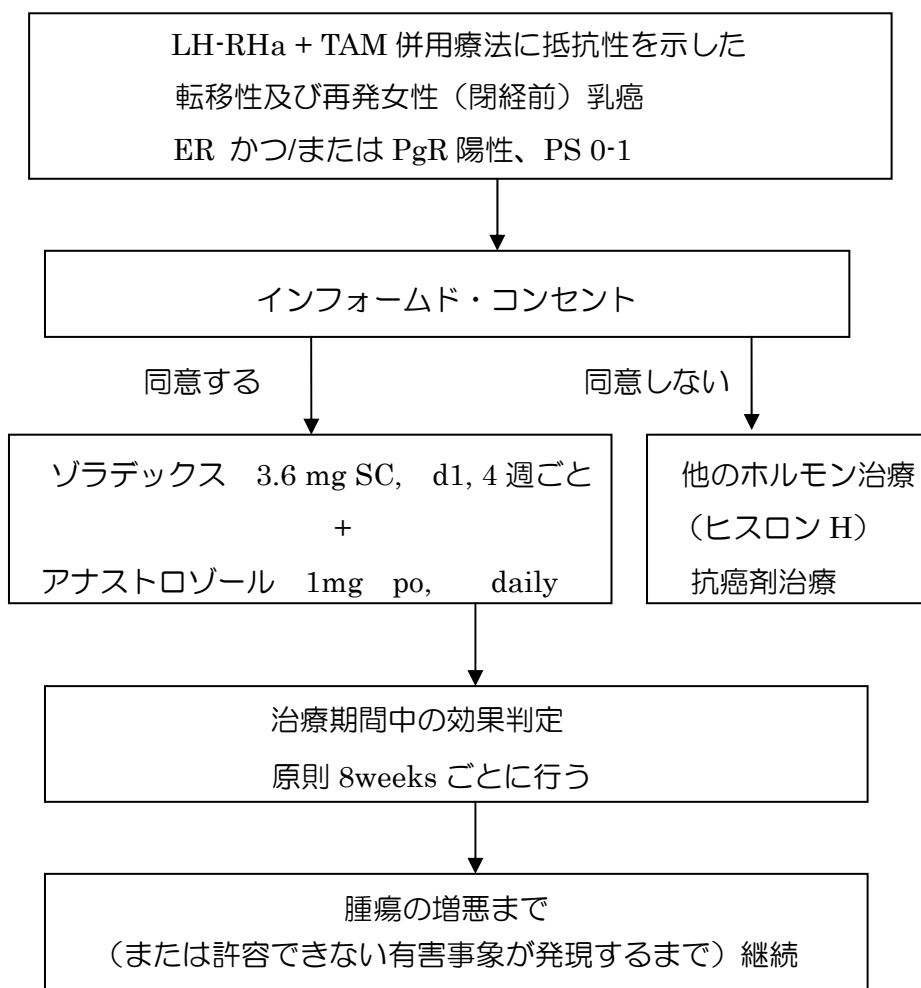 LH-RHa + TAM 併用療法に抵抗性を示した
転移性及び再発女性（閉経前）乳癌
ER かつ/または PgR 陽性、PS 0-1
インフォームド・コンセント
同意する
同意しない
ゾラデックス 3.6 mg SC, d1, 4 週ごと
+
アナストロゾール 1mg po, daily
他のホルモン治療
（ヒスロン H）
抗癌剤治療
治療期間中の効果判定
原則 8weeks ごとに行う
腫瘍の増悪まで
（または許容できない有害事象が発現するまで）継続